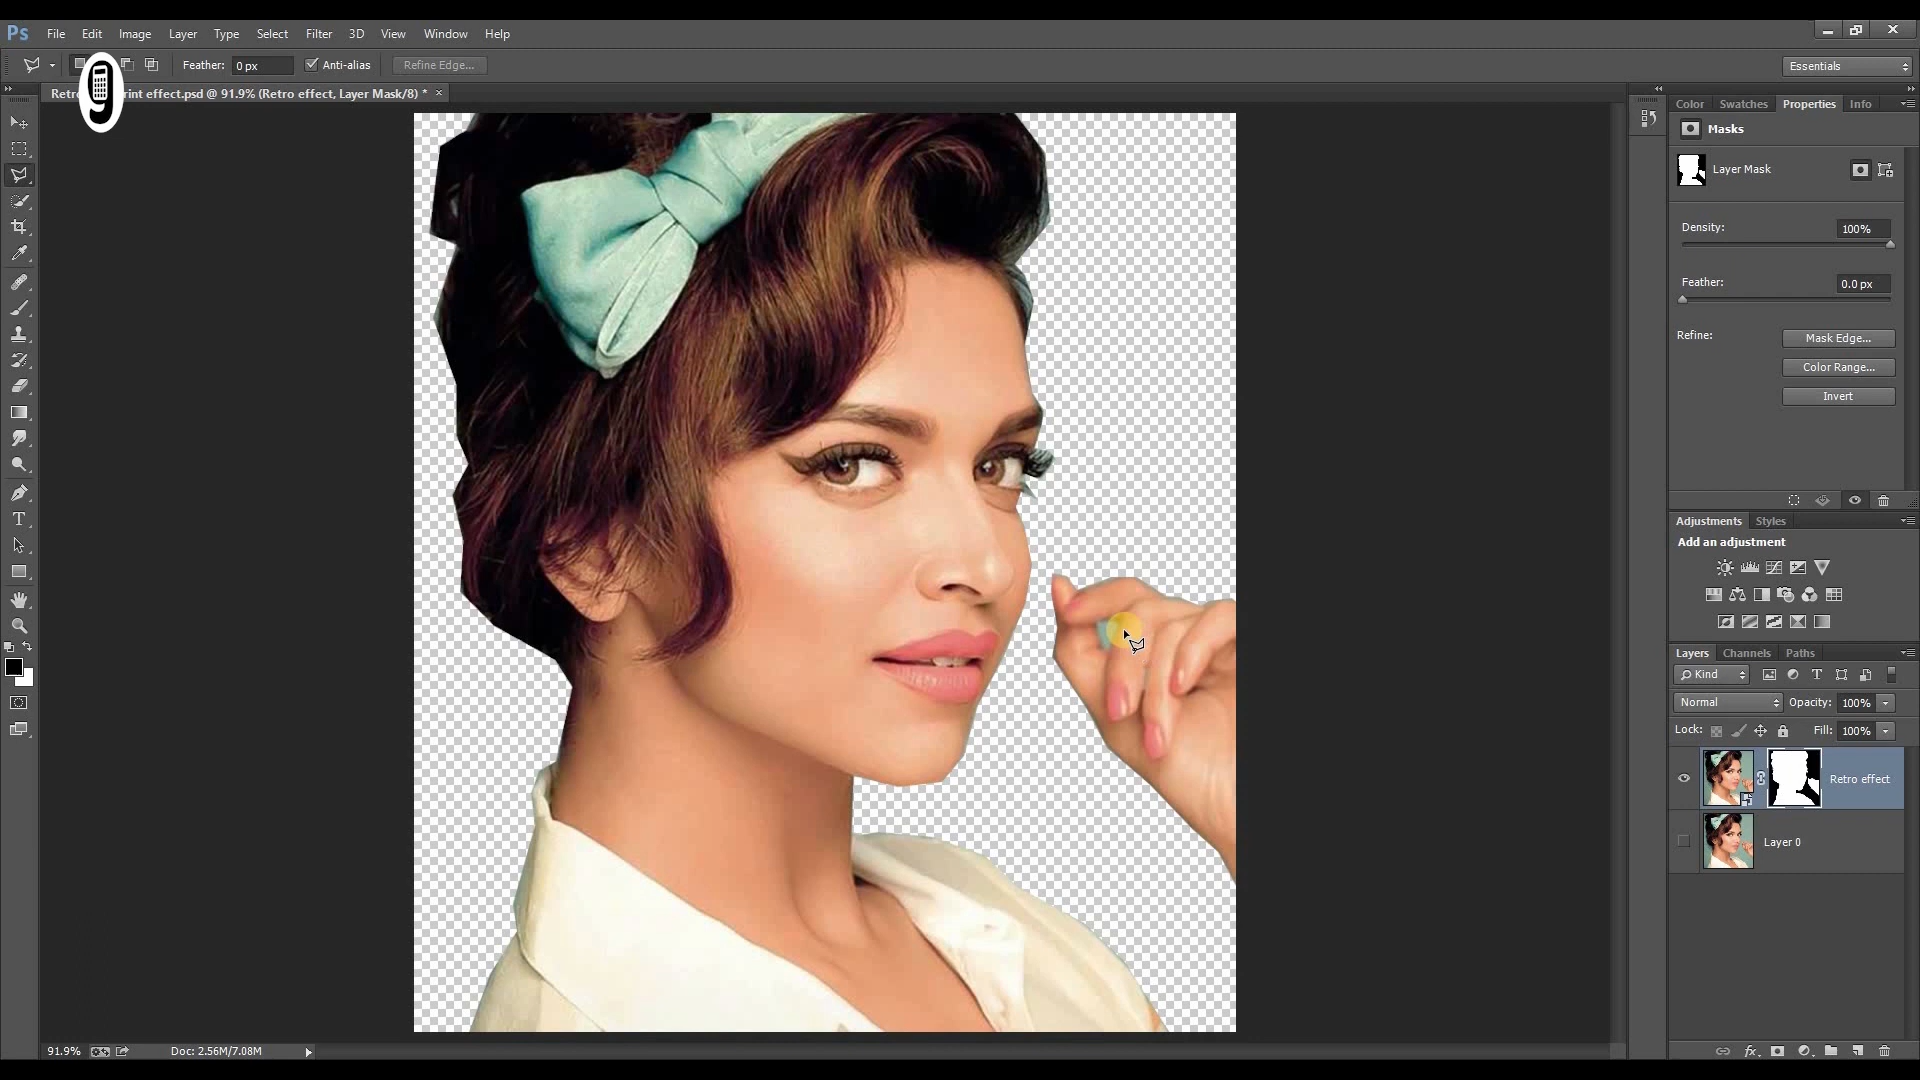 Ps File Edit Image Layer Type Select Filter 3D View Window Help
Feather: 0 px Anti-alias Refine Edge... Essentials
Retro int effect.psd @ 91.9% (Retro effect, Layer Mask/8) * ×
Color Swatches Properties Info
Masks
Layer Mask
Density: 100%
Feather: 0.0 px
Refine: Mask Edge...
Color Range...
Invert
Adjustments Styles
Add an adjustment
Layers Channels Paths
Kind
Normal Opacity: 100%
Lock: Fill: 100%
Retro effect
Layer 0
91.9% Doc: 2.56M/7.08M